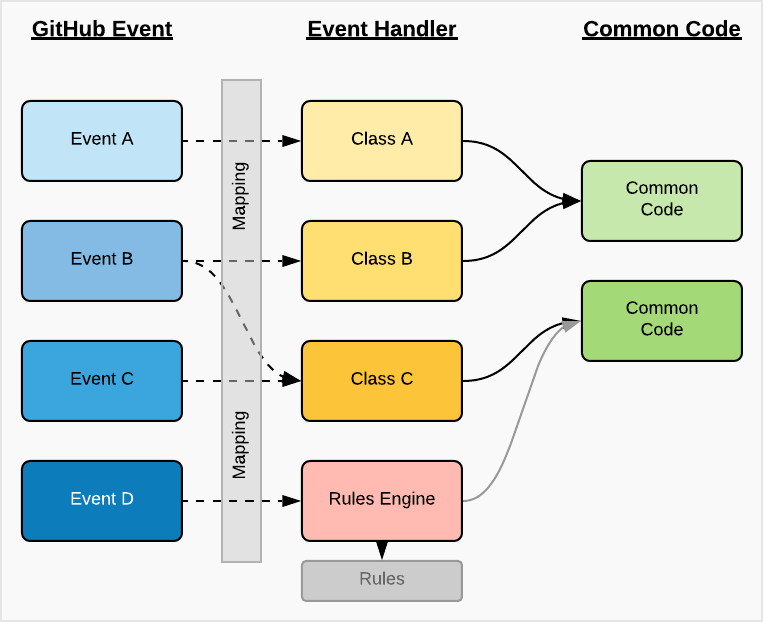 GitHub Event
Event Handler
Common Code
Event A
Mapping
Class A
Common
Code
Event B
Class B
Common
Code
Event C
Class C
Mapping
Event D
Rules Engine
Rules